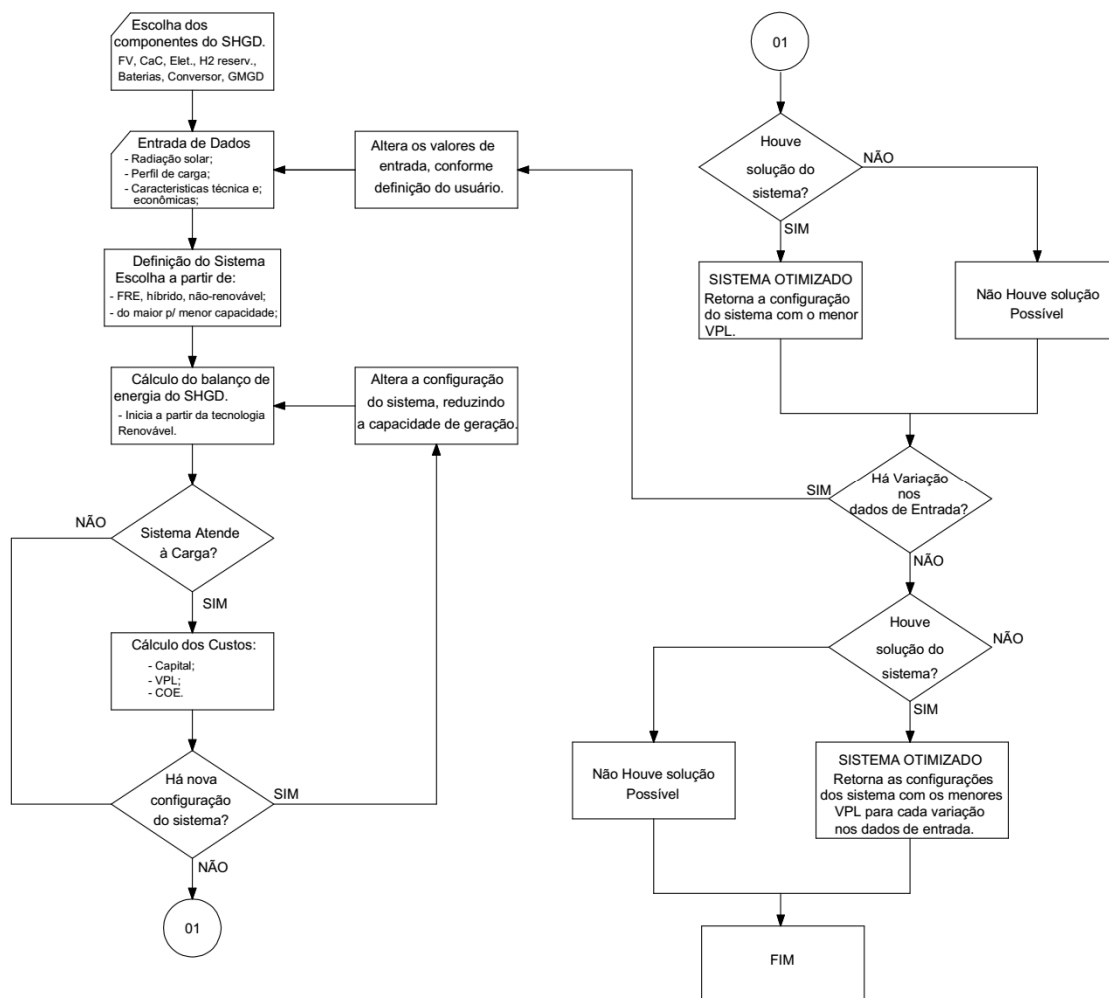 Escolha dos
componentes do SHGD.
FV, CaC, Elet., H2 reserv.,
Baterias, Conversor, GMGD
Entrada de Dados
- Radiação solar;
- Perfil de carga;
- Caracteristicas técnica e;
econômicas;
Altera os valores de
entrada, conforme
definição do usuário.
Definição do Sistema
Escolha a partir de:
- FRE, híbrido, não-renovável;
- do maior p/ menor capacidade;
Cálculo do balanço de
energia do SHGD.
- Inicia a partir da tecnologia
Renovável.
Altera a configuração
do sistema, reduzindo
a capacidade de geração.
NÃO
Sistema Atende
à Carga?
SIM
Cálculo dos Custos:
- Capital;
- VPL;
- COE.
Há nova
configuração
do sistema?
SIM
NÃO
01
01
Houve
solução do
sistema?
NÃO
SIM
SISTEMA OTIMIZADO
Retorna a configuração
do sistema com o menor
VPL.
Não Houve solução
Possível
SIM
Há Variação
nos
dados de Entrada?
NÃO
Houve
solução do
sistema?
NÃO
SIM
Não Houve solução
Possível
SISTEMA OTIMIZADO
Retorna as configurações
dos sistema com os menores
VPL para cada variação
nos dados de entrada.
FIM